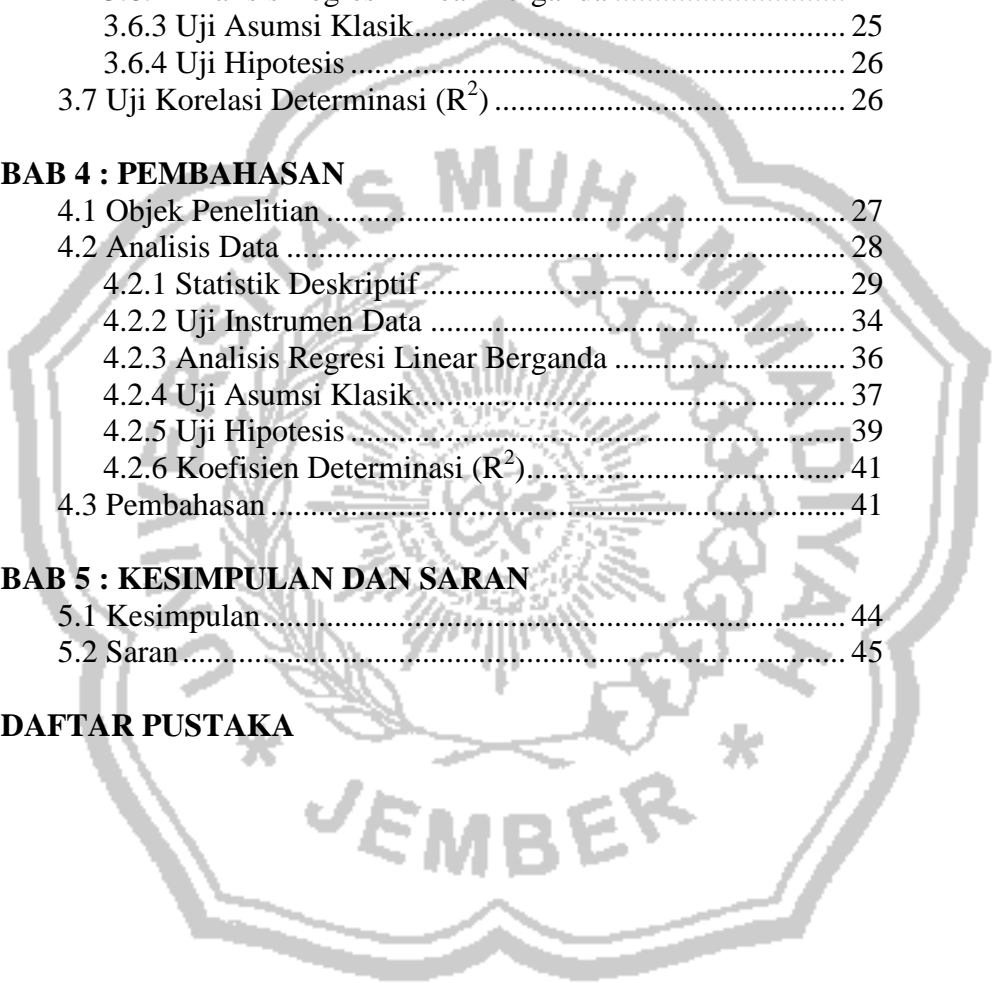 3.6.3 Uji Asumsi Klasik.......................................................... 25
3.6.4 Uji Hipotesis .................................................................. 26
3.7 Uji Korelasi Determinasi (R²) ............................................ 26
BAB 4 : PEMBAHASAN
4.1 Objek Penelitian ................................................................. 27
4.2 Analisis Data ...................................................................... 28
4.2.1 Statistik Deskriptif ...................................................... 29
4.2.2 Uji Instrumen Data ..................................................... 34
4.2.3 Analisis Regresi Linear Berganda ............................. 36
4.2.4 Uji Asumsi Klasik....................................................... 37
4.2.5 Uji Hipotesis ............................................................... 39
4.2.6 Koefisien Determinasi (R²)........................................ 41
4.3 Pembahasan ........................................................................ 41
BAB 5 : KESIMPULAN DAN SARAN
5.1 Kesimpulan ......................................................................... 44
5.2 Saran ................................................................................... 45
DAFTAR PUSTAKA
UNIVERSITAS MUHAMMADIYAH
* JEMBER *